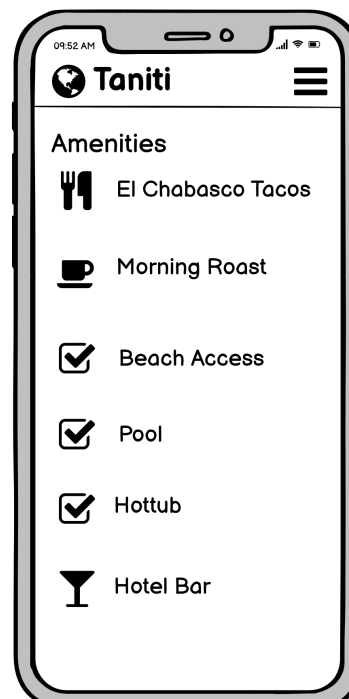 09:52 AM
Taniti
Amenities
El Chabasco Tacos
Morning Roast
Beach Access
Pool
Hottub
Hotel Bar